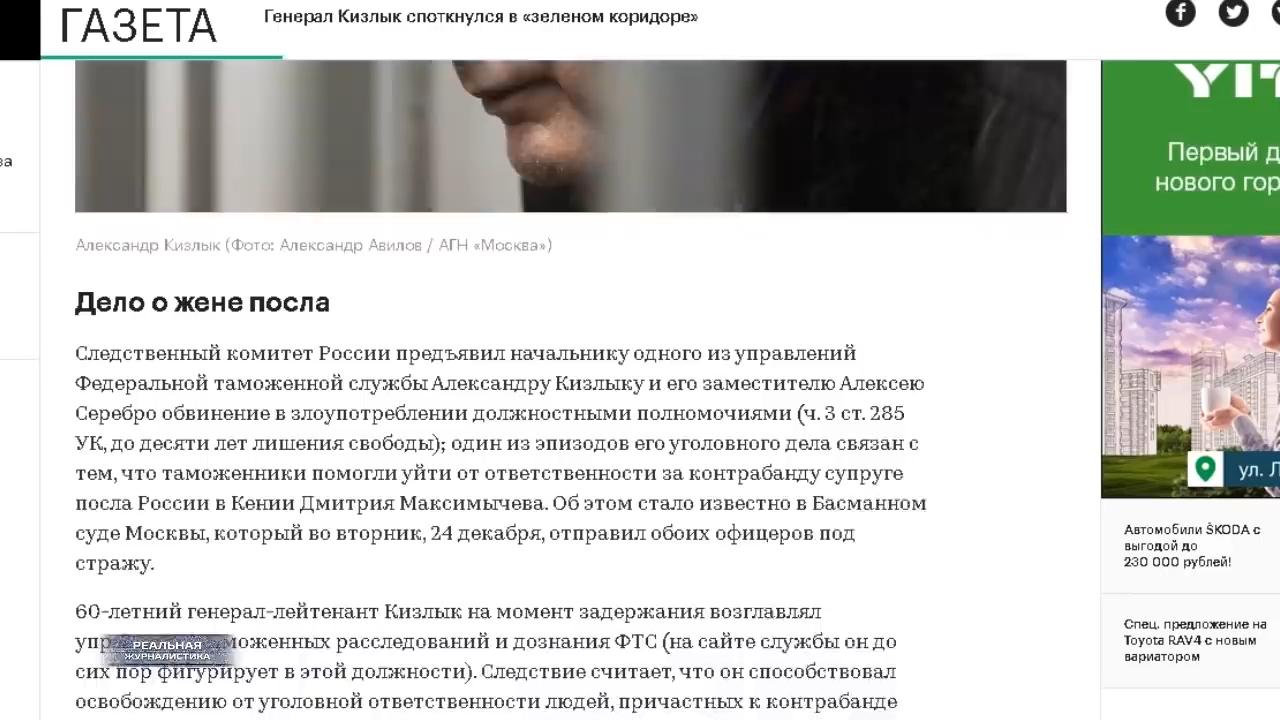 ГАЗЕТА
Генерал Кизлык споткнулся в «зеленом коридоре»
Первый
нового
Александр Кизлык (Фото: Александр Авилов / АГН «Москва»)
Дело о жене посла
Следственный комитет России предъявил начальнику одного из управлений
Федеральной таможенной службы Александру Кизлыку и его заместителю Алексею
Серебро обвинение в злоупотреблении должностными полномочиями (ч. 3 ст. 285
УК, до десяти лет лишения свободы); один из эпизодов его уголовного дела связан с
тем, что таможенники помогли уйти от ответственности за контрабанду супруге
посла России в Кении Дмитрия Максимычева. Об этом стало известно в Басманном
суде Москвы, который во вторник, 24 декабря, отправил обоих офицеров под
стражу.
60-летний генерал-лейтенант Кизлык на момент задержания возглавлял
моженных расследований и дознания ФТС (на сайте службы он до
сих пор фигурирует в этой должности). Следствие считает, что он способствовал
освобождению от уголовной ответственности людей, причастных к контрабанде
РЕАЛЬНАЯ
ЖУРНАЛИСТИКА
ул.
Автомобили ŠKODA с
выгодой до
230 000 рублей!
Спец. предложение на
Toyota RAV4 с новым
вариатором